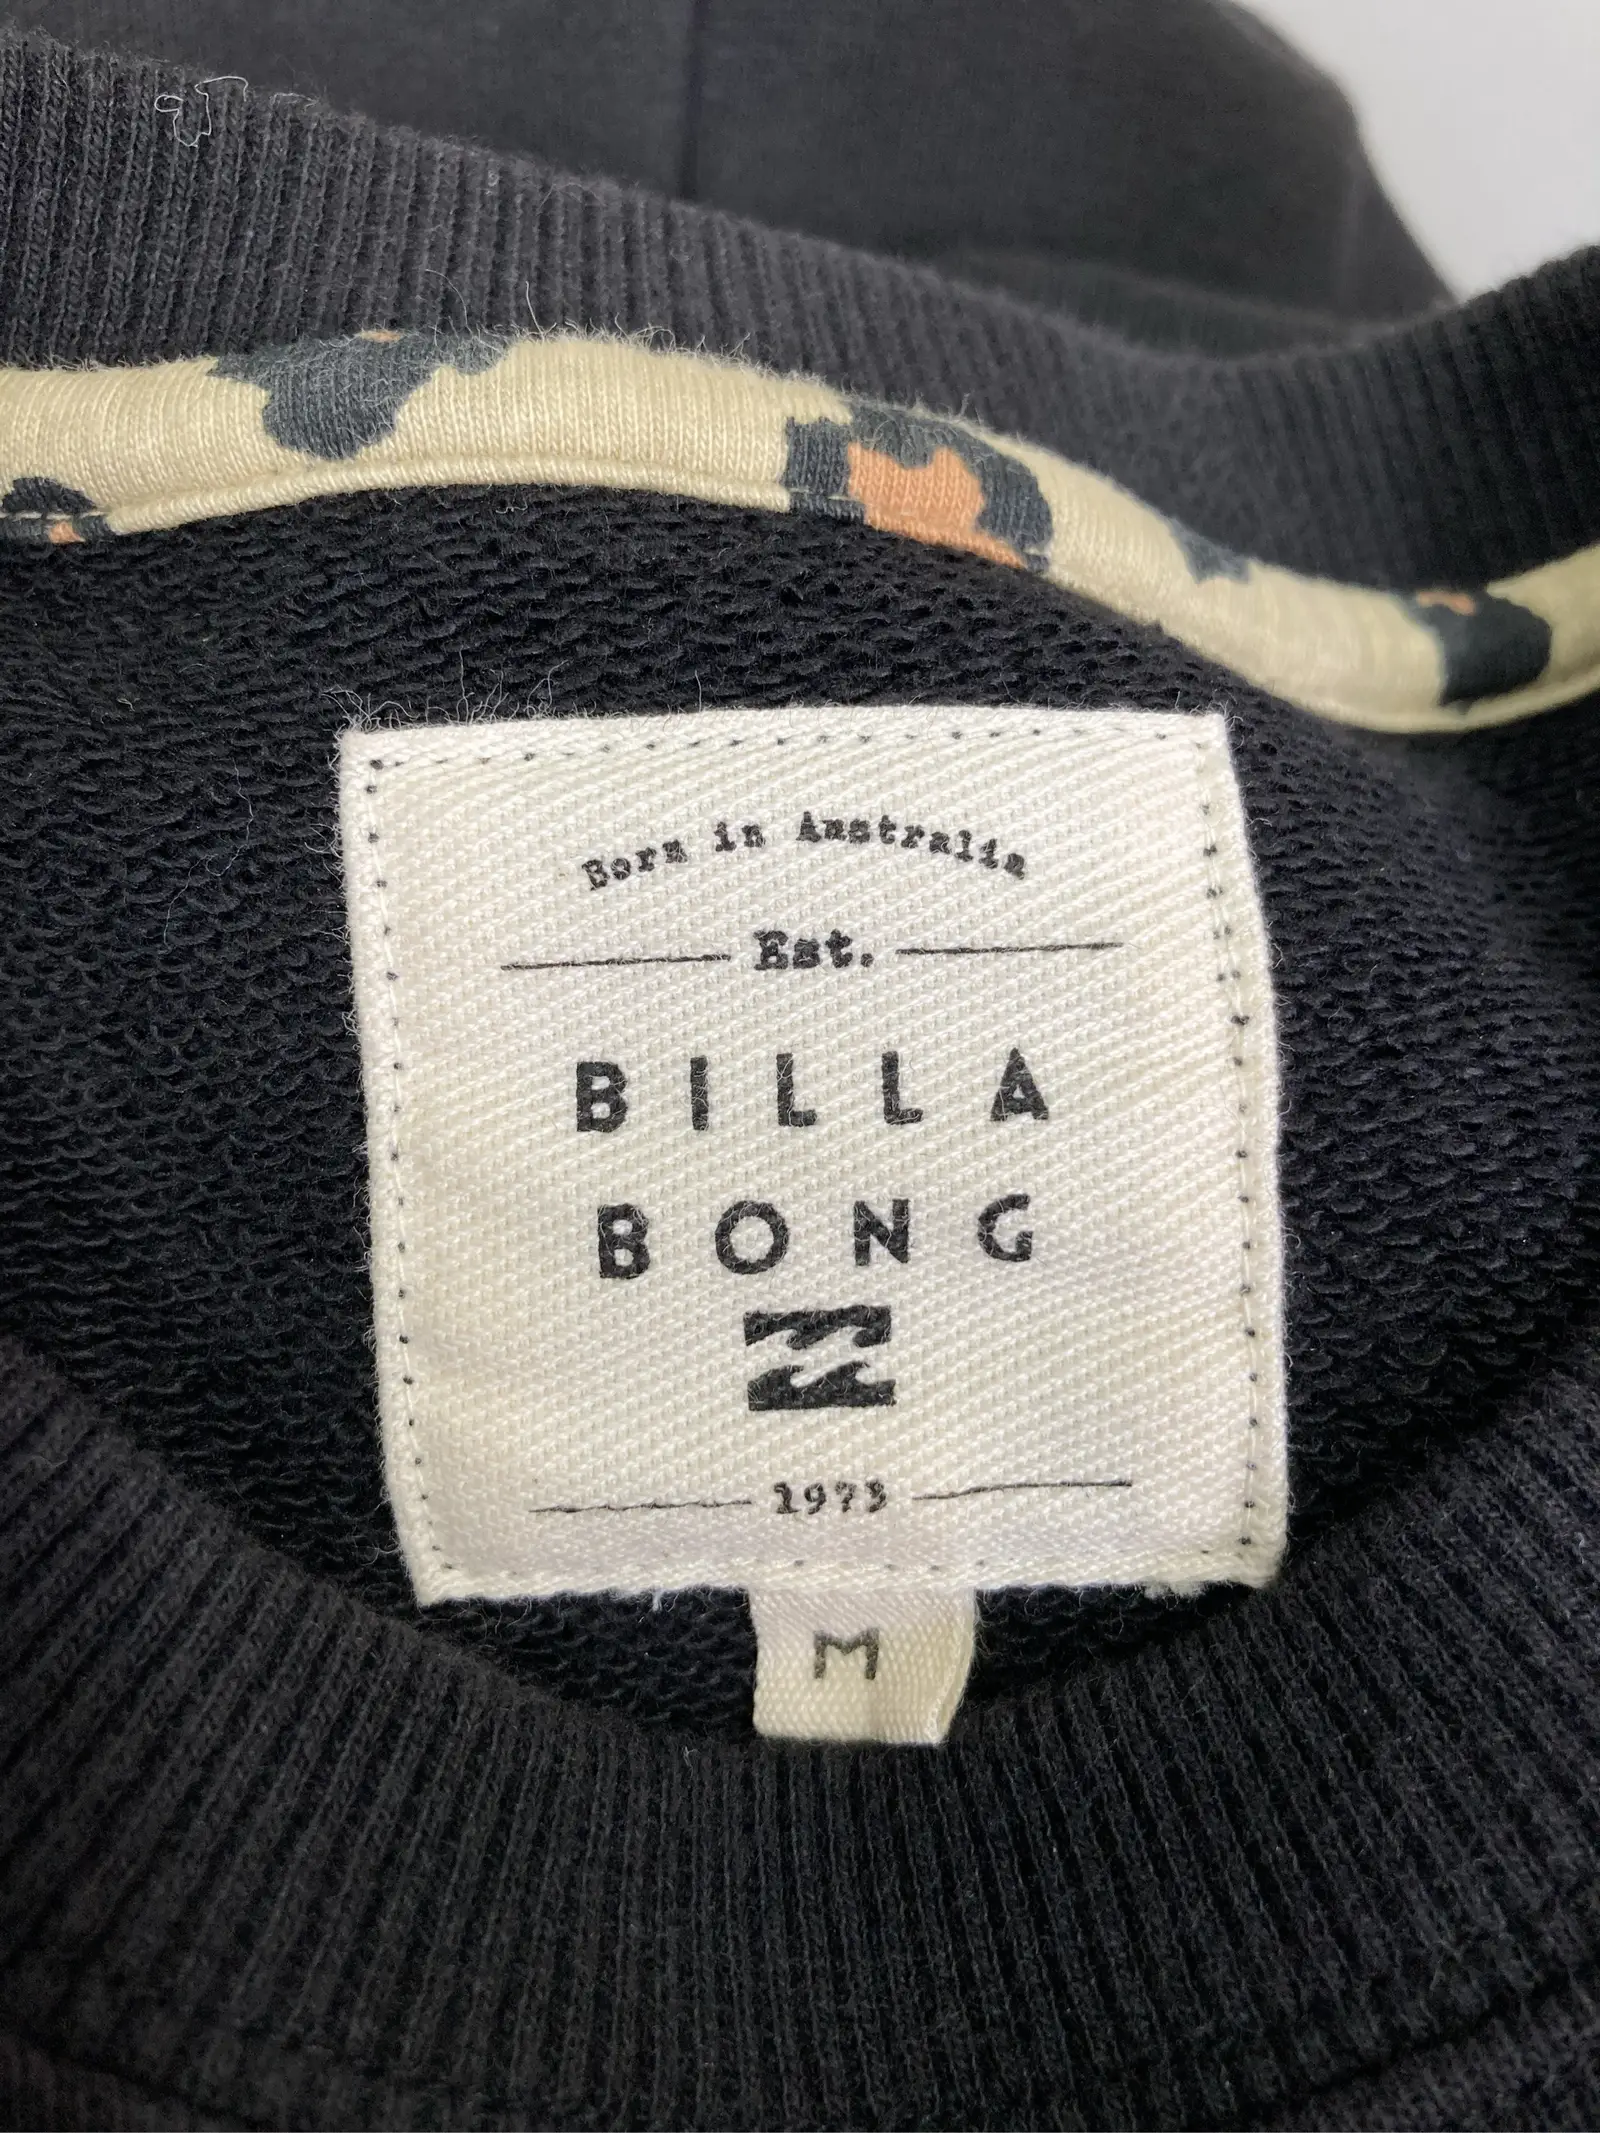 Born in Australia
Est.
BILLA
BONG
1973
M